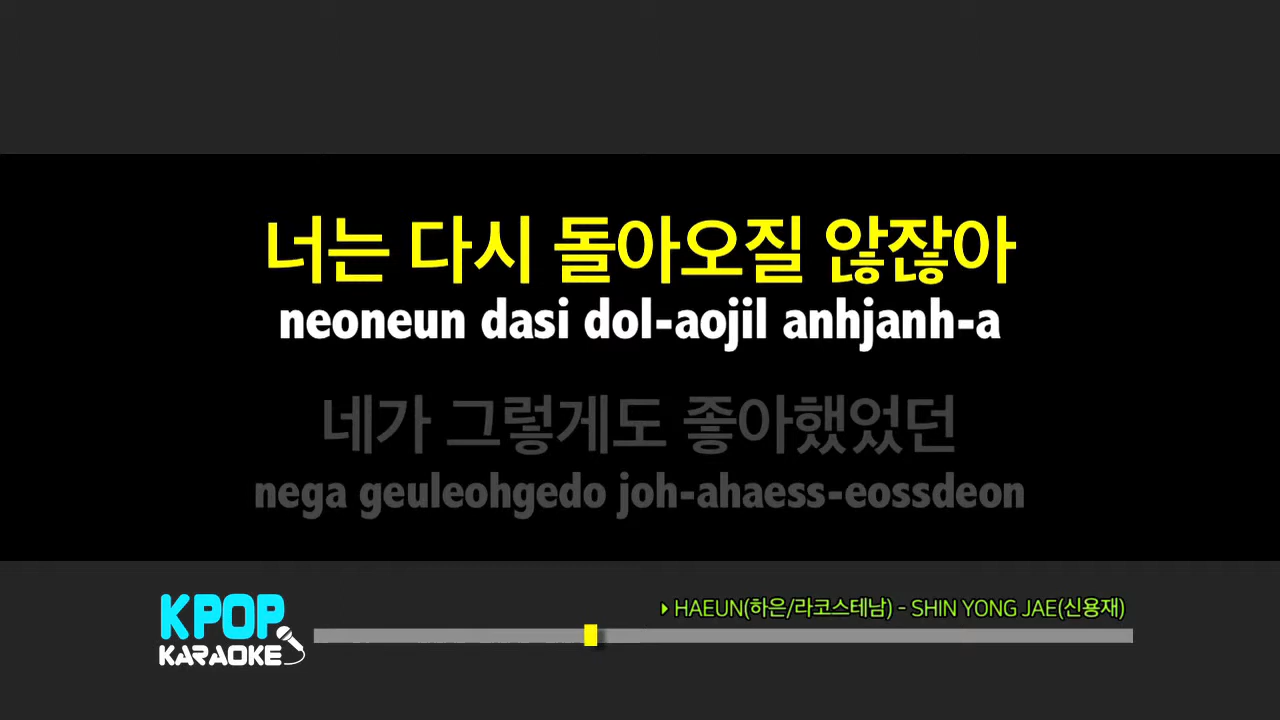 너는 다시 돌아오질 않잖아
neoneun dasi dol-aojil anhjanh-a
네가 그렇게도 좋아했었던
nega geuleohgedo joh-ahaess-eossdeon
HAEUN(하은/라코스테남) - SHIN YONG JAE(신용재)
KPOP
KARAOKE